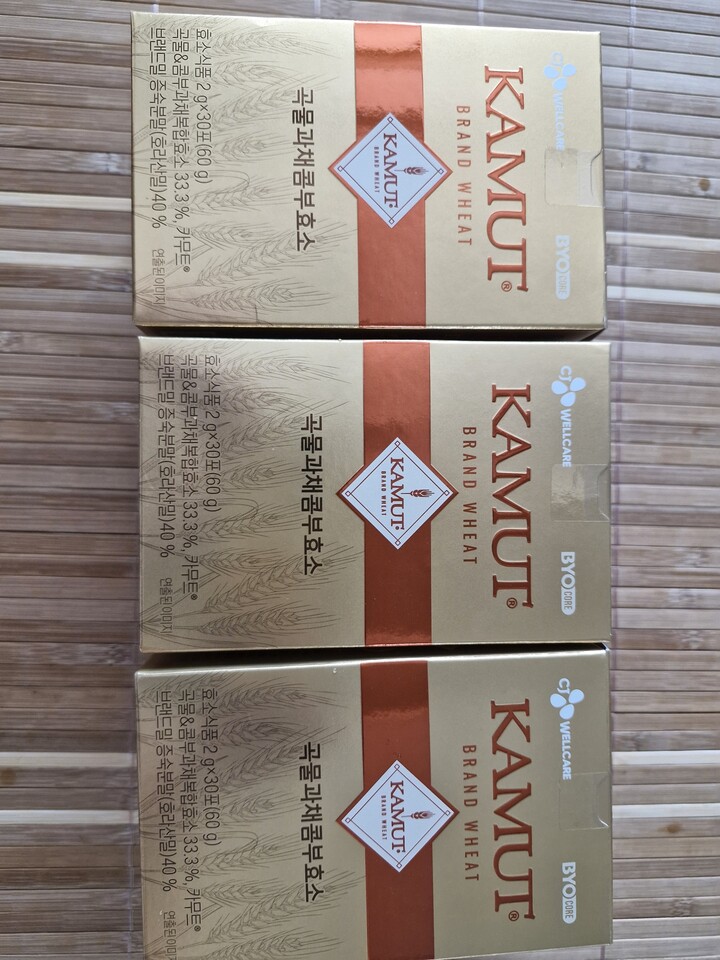 CJ WELLCARE
BYO CORE
KAMUT®
BRAND WHEAT
KAMUT®
BRAND WHEAT
곡물과채콤부효소
효소식품 2 g×30포(60 g)
곡물&콤부과채복합효소 33.3 %, 카무트®
브랜드밀 증숙분말(호라산밀)40 %
연출된 이미지
CJ WELLCARE
BYO CORE
KAMUT®
BRAND WHEAT
KAMUT®
BRAND WHEAT
곡물과채콤부효소
효소식품 2 g×30포(60 g)
곡물&콤부과채복합효소 33.3 %, 카무트®
브랜드밀 증숙분말(호라산밀)40 %
연출된 이미지
CJ WELLCARE
BYO CORE
KAMUT®
BRAND WHEAT
KAMUT®
BRAND WHEAT
곡물과채콤부효소
효소식품 2 g×30포(60 g)
곡물&콤부과채복합효소 33.3 %, 카무트®
브랜드밀 증숙분말(호라산밀)40 %
연출된 이미지